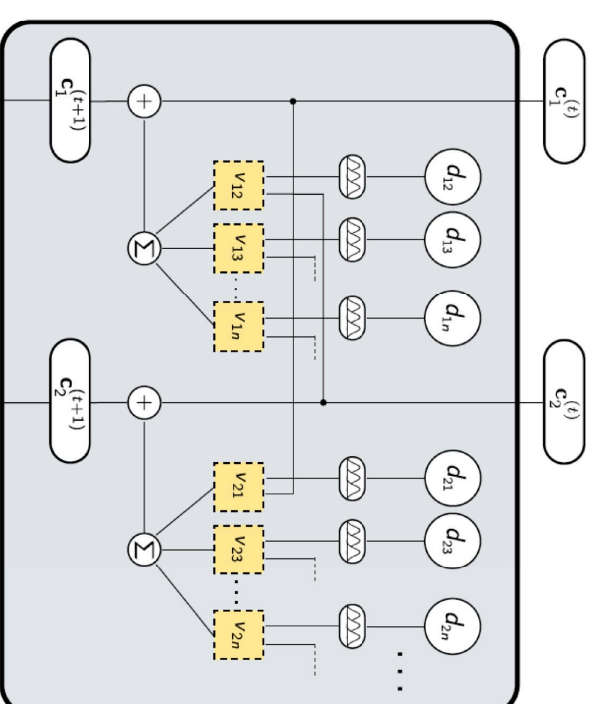 c₁⁽ᵗ⁾
c₂⁽ᵗ⁾
d₁₂ d₁₃ d₁ₙ d₂₁ d₂₃ d₂ₙ ...
v₁₂ v₁₃ ... v₁ₙ v₂₁ v₂₃ ... v₂ₙ
Σ Σ
+ +
c₁⁽ᵗ⁺¹⁾
c₂⁽ᵗ⁺¹⁾